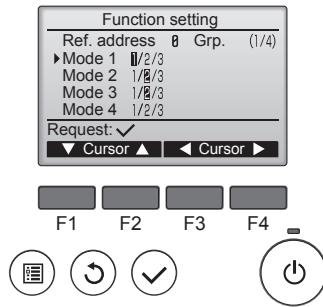 Function setting
Ref. address 0 Grp. (1/4)
Mode 1 1/2/3
Mode 2 1/2/3
Mode 3 1/2/3
Mode 4 1/2/3
Request:✓
▼ Cursor ▲ ◀ Cursor ▶
F1 F2 F3 F4